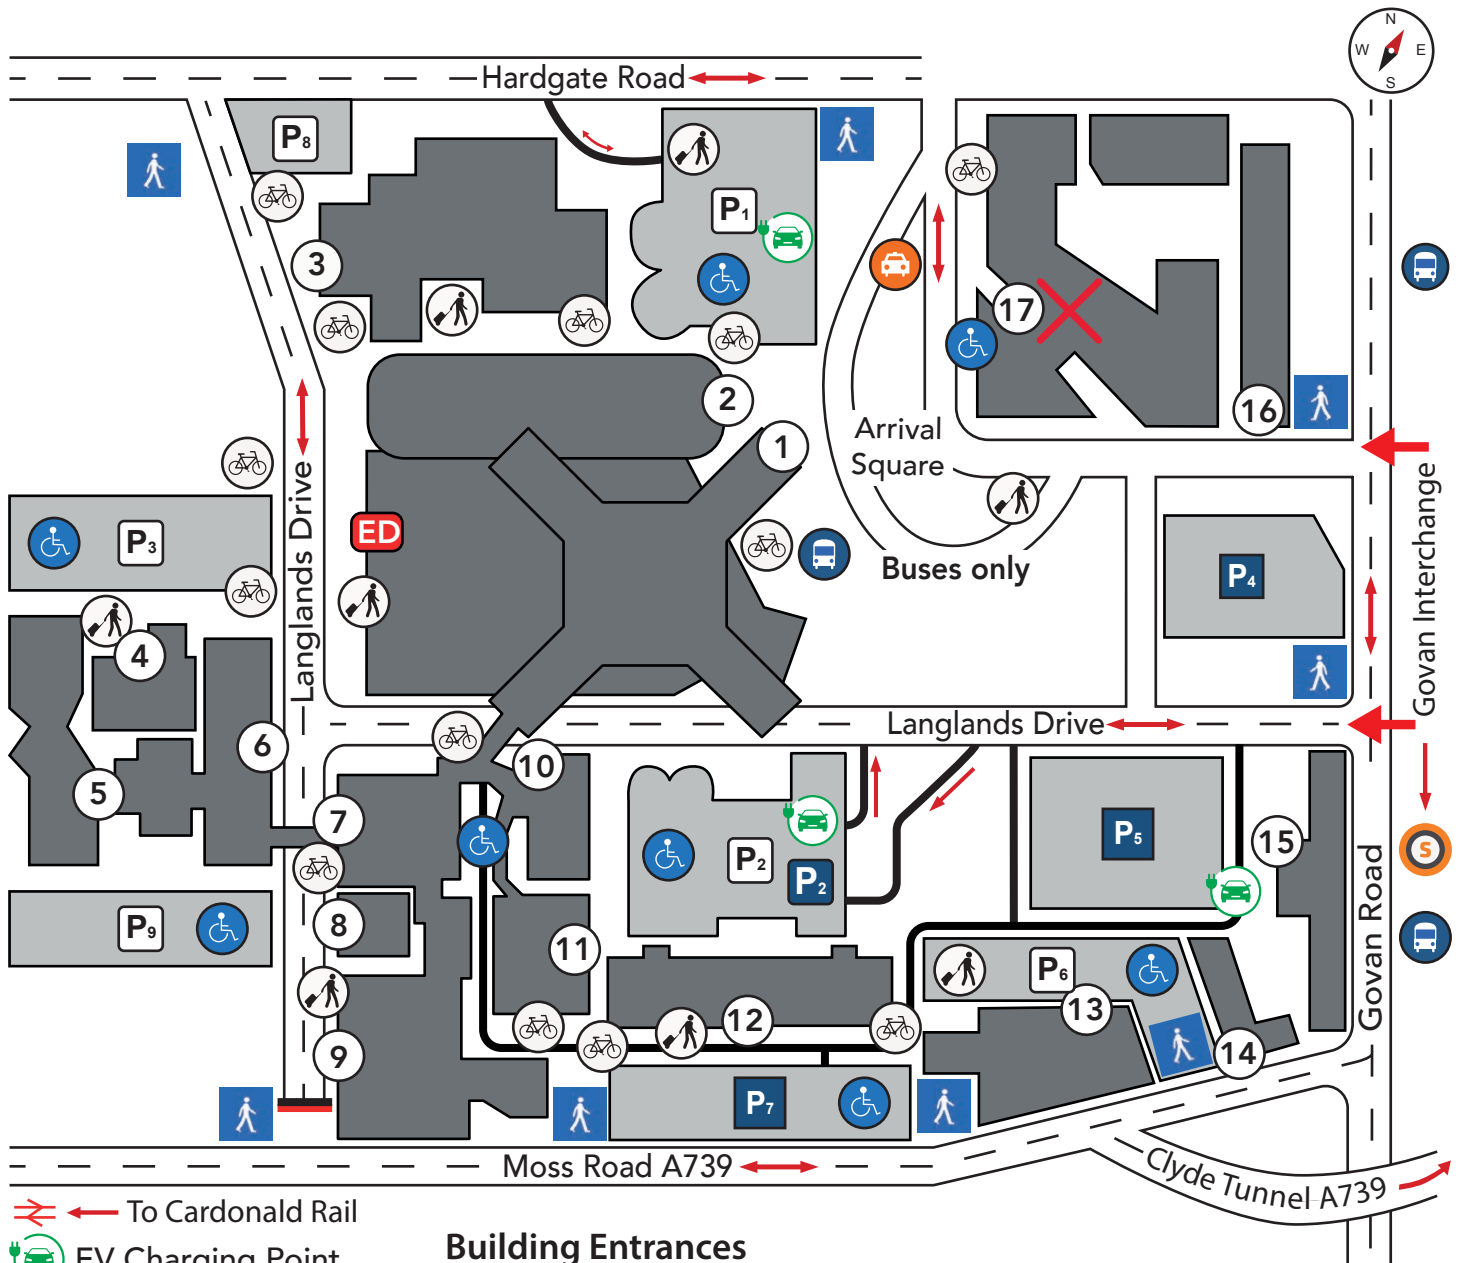 N
W E
S
Hardgate Road
P8
P1
3
17
2
16
1
Arrival
Square
ED
P3
Langlands Drive
Buses only
P4
Govan Interchange
4
6
Langlands Drive
5
10
7
P2
P2
P5
15
8
P9
11
Govan Road
S
P6
12
13
9
14
P7
Moss Road A739
Clyde Tunnel A739
To Cardonald Rail
EV Charging Point
Building Entrances